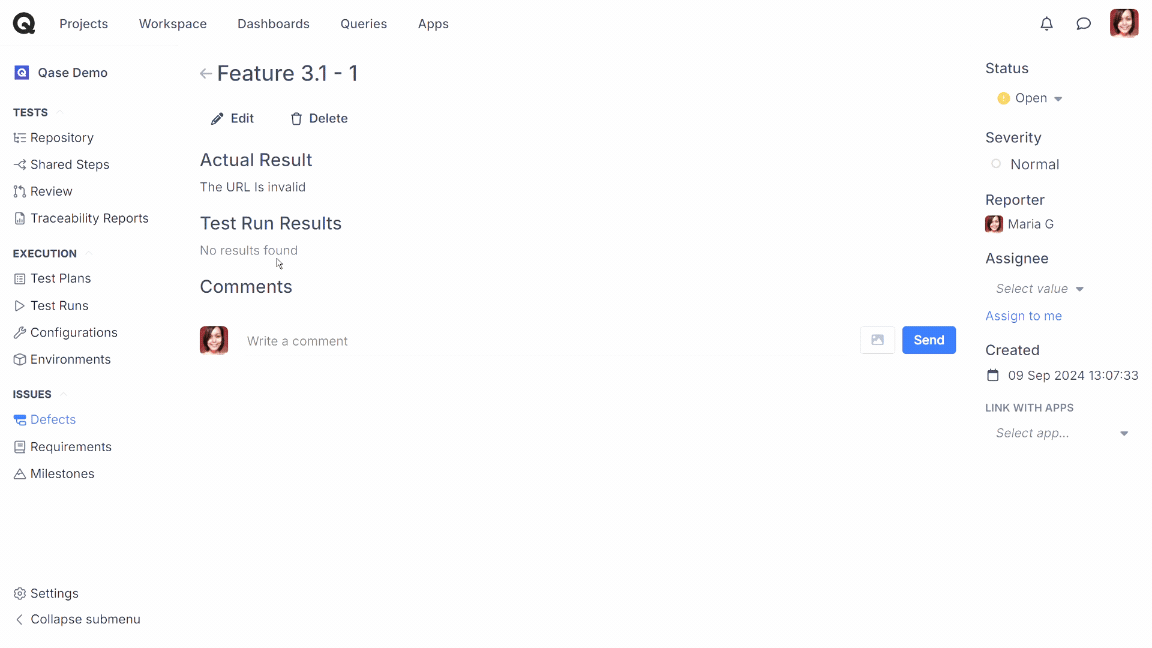 Q Projects Workspace Dashboards Queries Apps
Q Qase Demo
TESTS
Repository
Shared Steps
Review
Traceability Reports
EXECUTION
Test Plans
Test Runs
Configurations
Environments
ISSUES
Defects
Requirements
Milestones
Settings
Collapse submenu
Feature 3.1 - 1
Edit Delete
Actual Result
The URL Is invalid
Test Run Results
No results found
Comments
Write a comment
Send
Status
Open
Severity
Normal
Reporter
Maria G
Assignee
Select value
Assign to me
Created
09 Sep 2024 13:07:33
LINK WITH APPS
Select app...